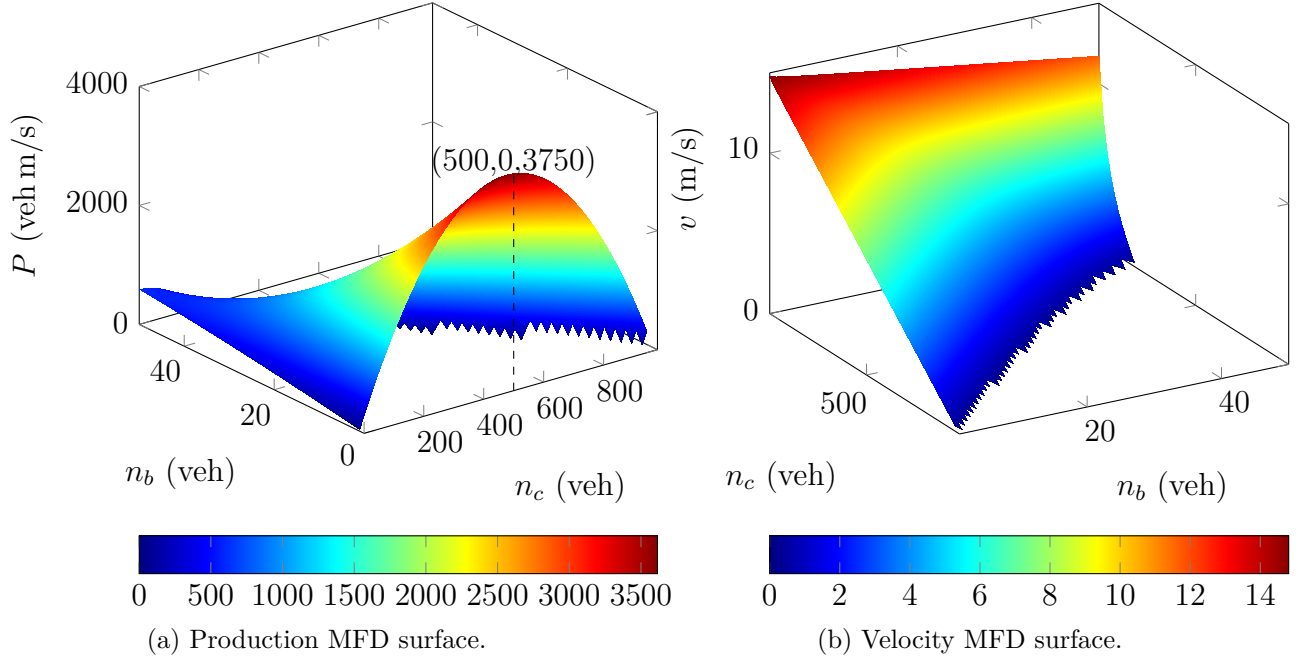 4000
2000
0
P (veh m/s)
(500,0,3750)
40
20
0
n_b (veh)
200
400
600
800
n_c (veh)
0 500 1000 1500 2000 2500 3000 3500
(a) Production MFD surface.
10
0
v (m/s)
500
n_c (veh)
20
40
n_b (veh)
0 2 4 6 8 10 12 14
(b) Velocity MFD surface.